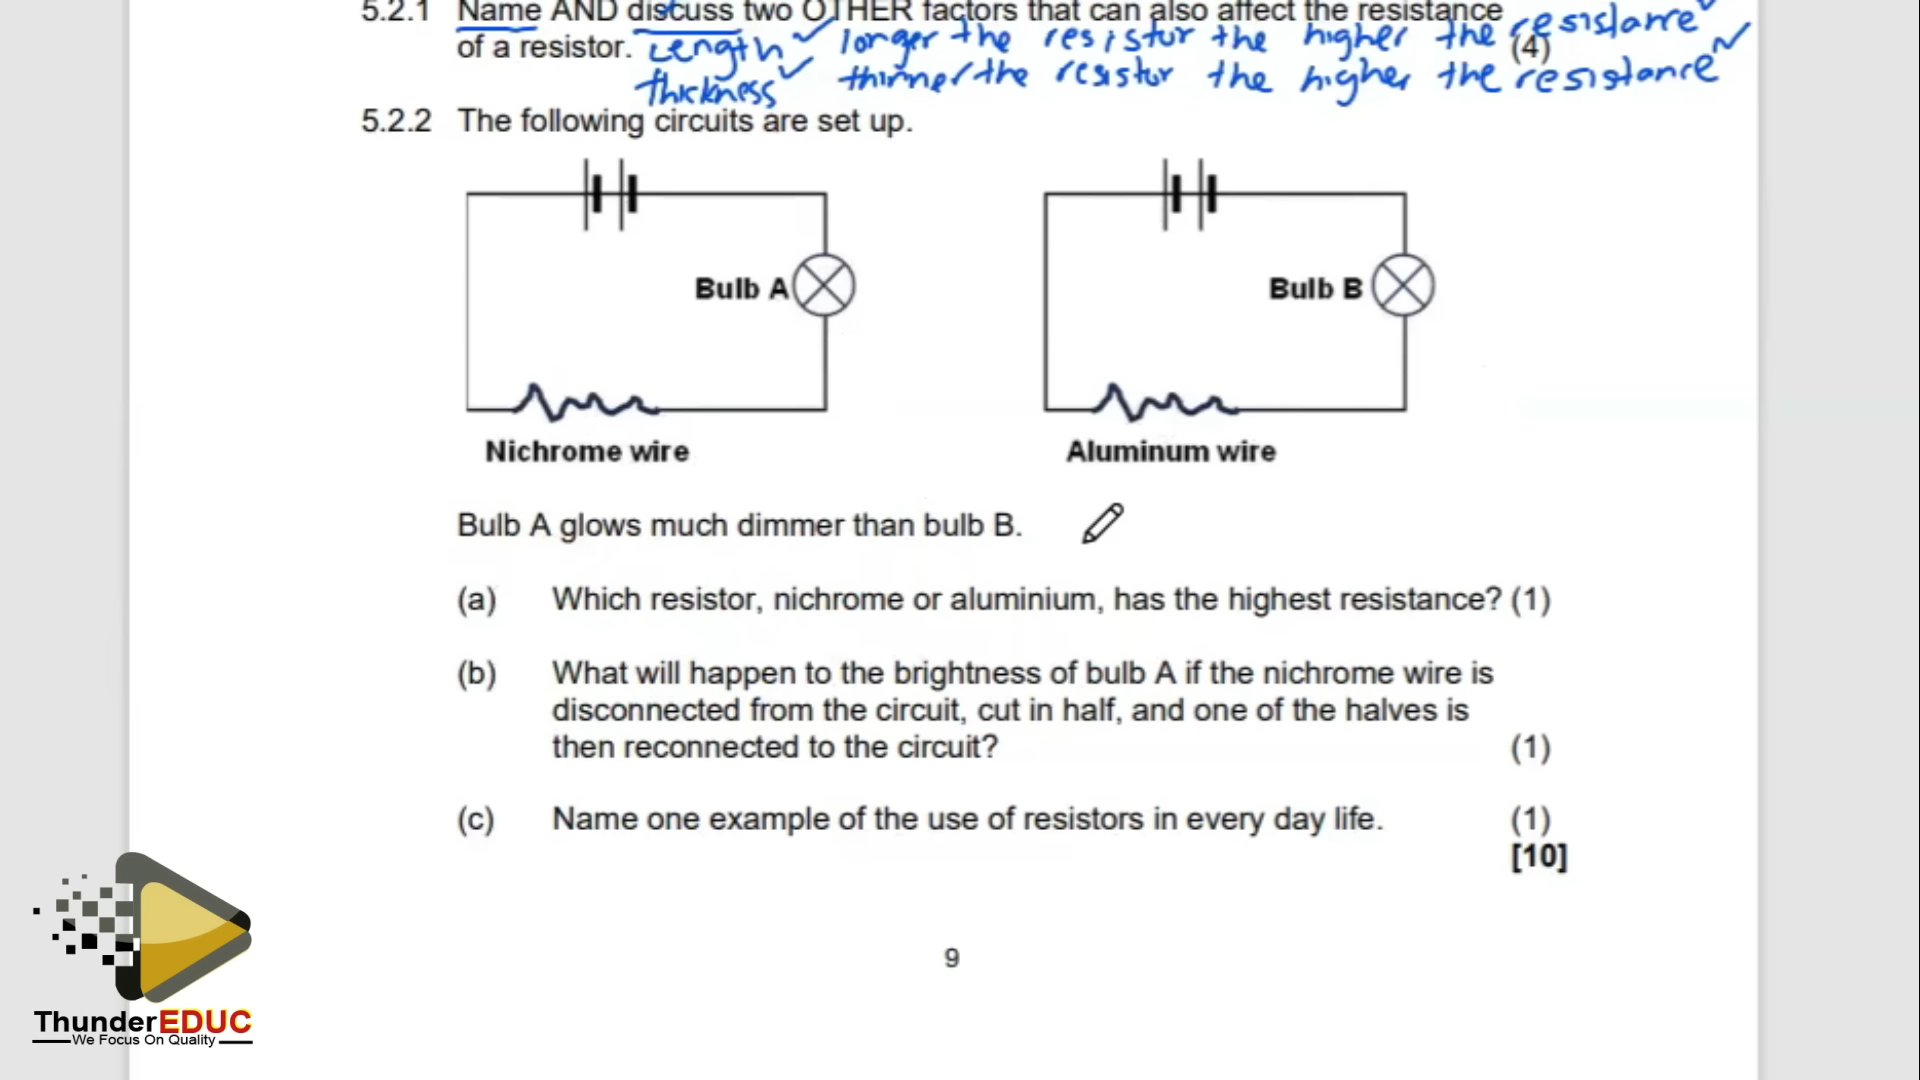 5.2.1 Name AND discuss two OTHER factors that can also affect the resistance
of a resistor. (4)
Length longer the resistor the higher the resistance
thickness thinner the resistor the higher the resistance
5.2.2 The following circuits are set up.
Bulb A
Bulb B
Nichrome wire
Aluminum wire
Bulb A glows much dimmer than bulb B.
(a) Which resistor, nichrome or aluminium, has the highest resistance? (1)
(b) What will happen to the brightness of bulb A if the nichrome wire is
disconnected from the circuit, cut in half, and one of the halves is
then reconnected to the circuit? (1)
(c) Name one example of the use of resistors in every day life. (1)
[10]
9
ThunderEDUC
We Focus On Quality